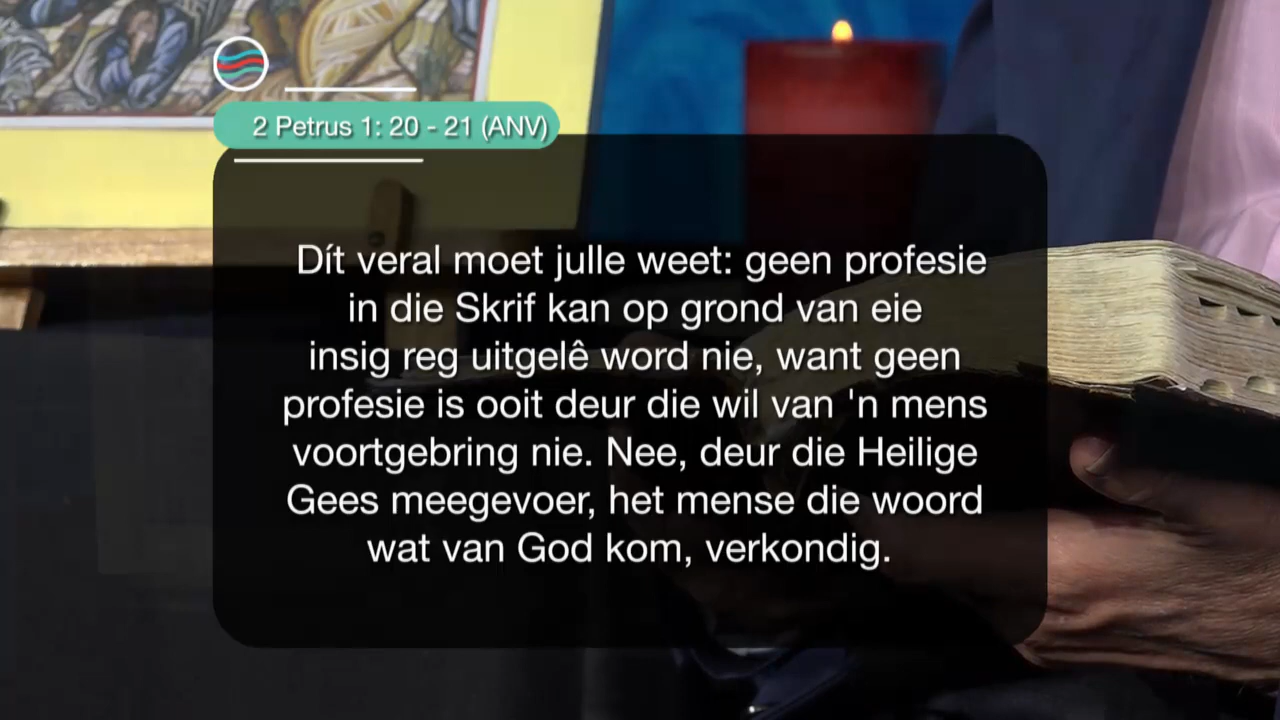 2 Petrus 1: 20 - 21 (ANV)
Dít veral moet julle weet: geen profesie
in die Skrif kan op grond van eie
insig reg uitgelê word nie, want geen
profesie is ooit deur die wil van 'n mens
voortgebring nie. Nee, deur die Heilige
Gees meegevoer, het mense die woord
wat van God kom, verkondig.